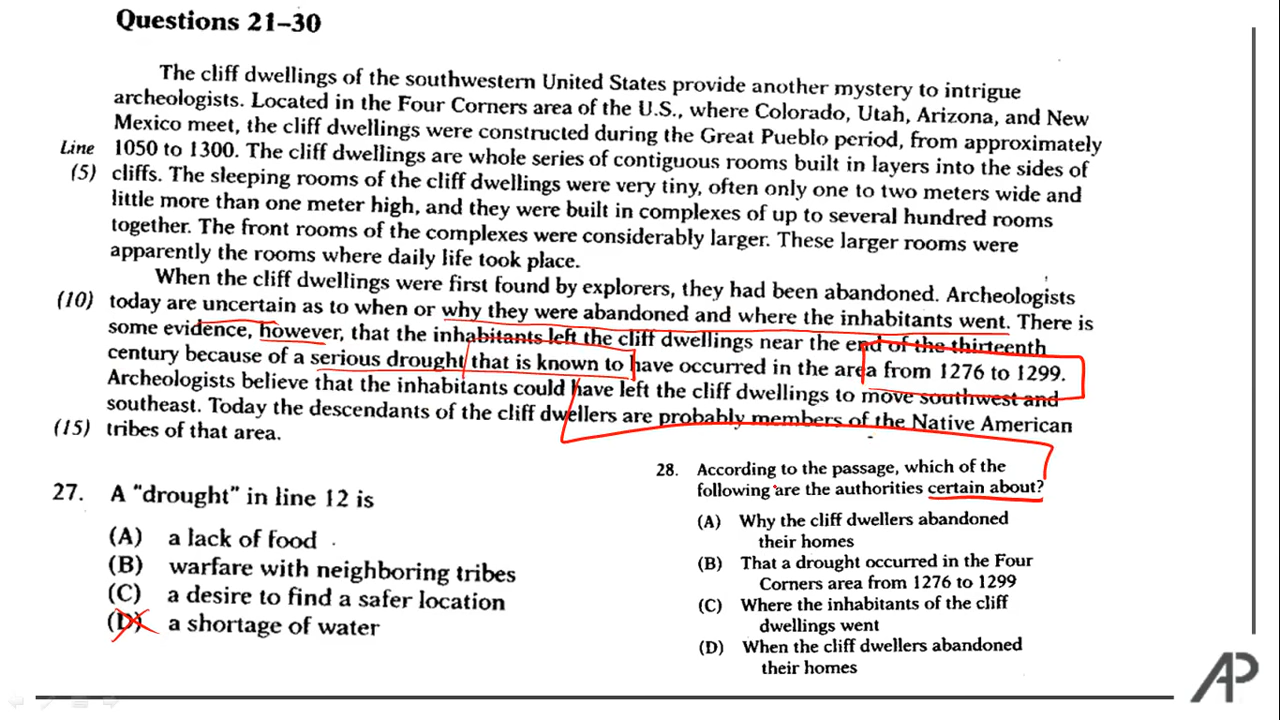 Questions 21–30
The cliff dwellings of the southwestern United States provide another mystery to intrigue
archeologists. Located in the Four Corners area of the U.S., where Colorado, Utah, Arizona, and New
Mexico meet, the cliff dwellings were constructed during the Great Pueblo period, from approximately
Line 1050 to 1300. The cliff dwellings are whole series of contiguous rooms built in layers into the sides of
(5) cliffs. The sleeping rooms of the cliff dwellings were very tiny, often only one to two meters wide and
little more than one meter high, and they were built in complexes of up to several hundred rooms
together. The front rooms of the complexes were considerably larger. These larger rooms were
apparently the rooms where daily life took place.
When the cliff dwellings were first found by explorers, they had been abandoned. Archeologists
(10) today are uncertain as to when or why they were abandoned and where the inhabitants went. There is
some evidence, however, that the inhabitants left the cliff dwellings near the end of the thirteenth
century because of a serious drought that is known to have occurred in the area from 1276 to 1299.
Archeologists believe that the inhabitants could have left the cliff dwellings to move southwest and
southeast. Today the descendants of the cliff dwellers are probably members of the Native American
(15) tribes of that area.
27. A "drought" in line 12 is
(A) a lack of food
(B) warfare with neighboring tribes
(C) a desire to find a safer location
(D) a shortage of water
28. According to the passage, which of the
following are the authorities certain about?
(A) Why the cliff dwellers abandoned
their homes
(B) That a drought occurred in the Four
Corners area from 1276 to 1299
(C) Where the inhabitants of the cliff
dwellings went
(D) When the cliff dwellers abandoned
their homes
AP